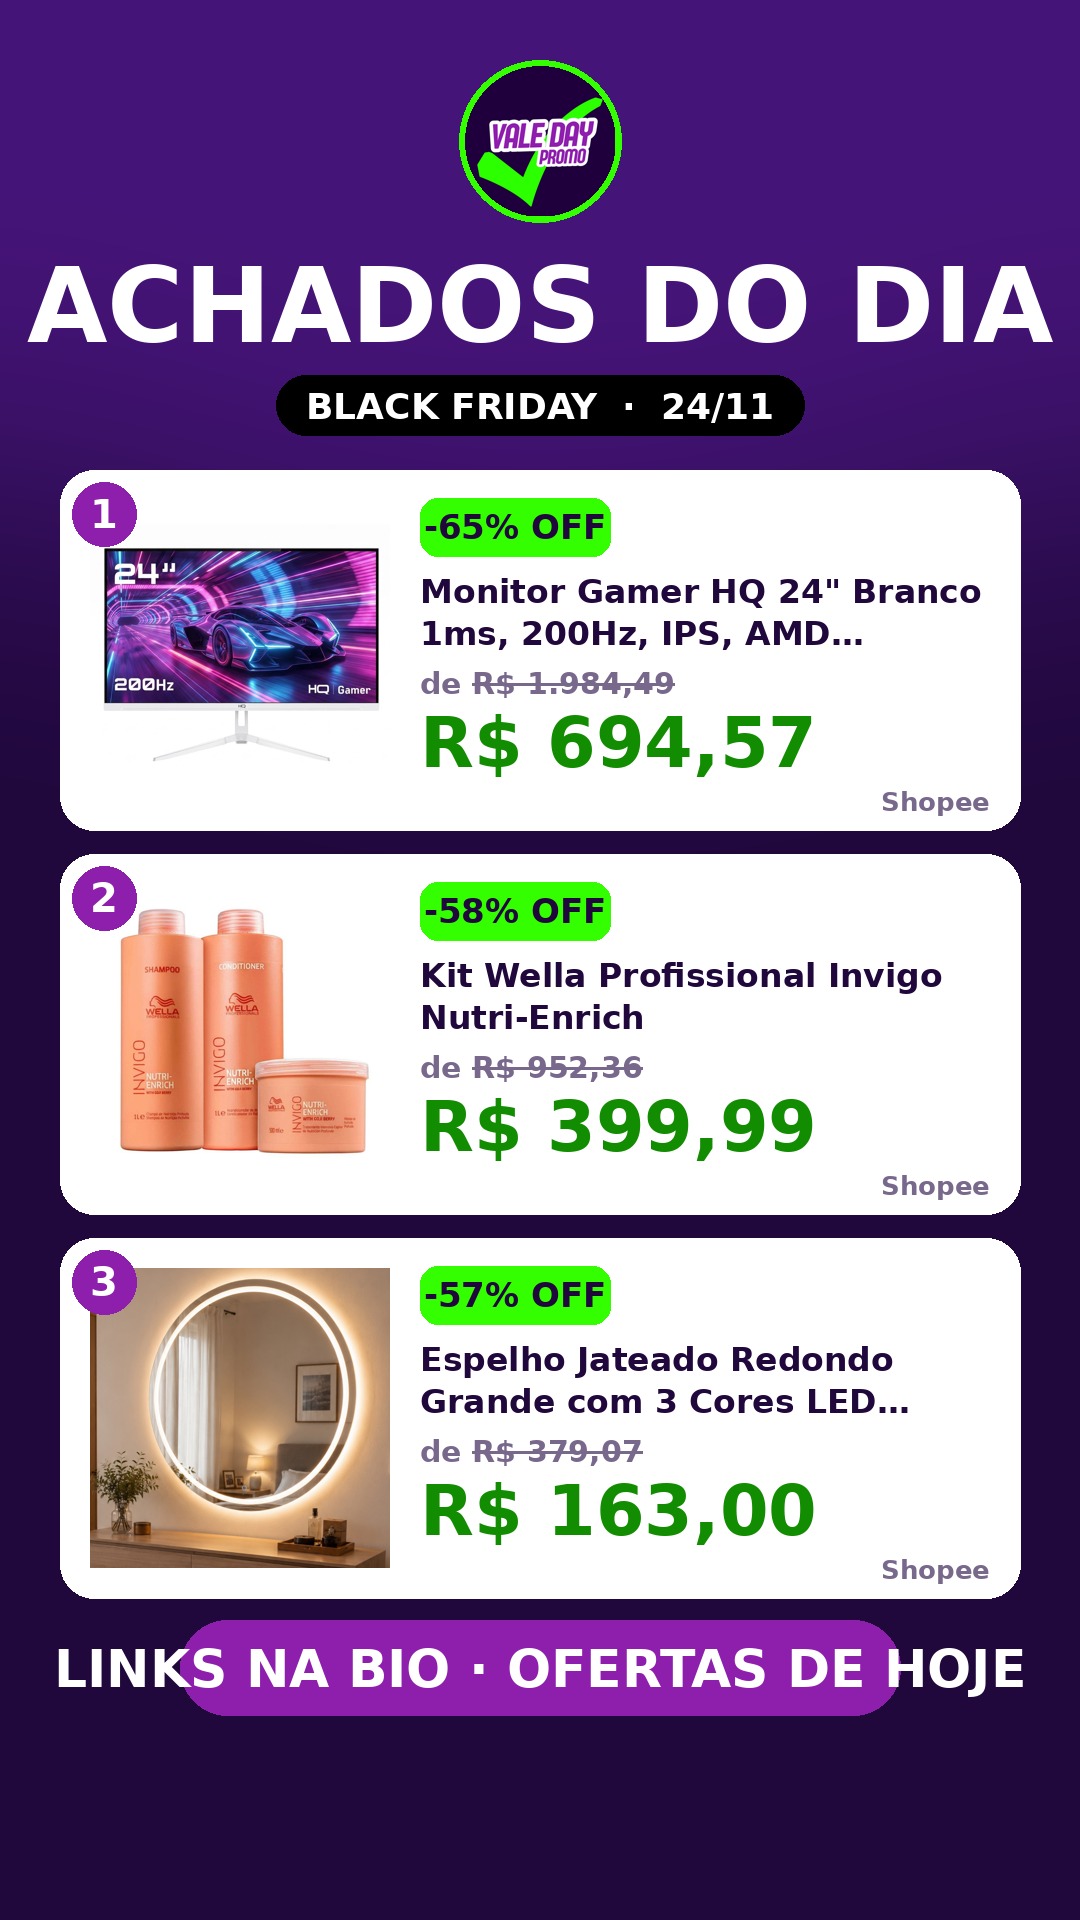 VALE DAY
PROMO
ACHADOS DO DIA
BLACK FRIDAY · 24/11
1
24"
200Hz
HQ Gamer
-65% OFF
Monitor Gamer HQ 24" Branco
1ms, 200Hz, IPS, AMD…
de R$ 1.984,49
R$ 694,57
Shopee
2
SHAMPOO
CONDITIONER
WELLA
WELLA
INVIGO
NUTRI-
ENRICH
INVIGO
NUTRI-
ENRICH
WELLA
INVIGO
NUTRI-
ENRICH
-58% OFF
Kit Wella Profissional Invigo
Nutri-Enrich
de R$ 952,36
R$ 399,99
Shopee
3
-57% OFF
Espelho Jateado Redondo
Grande com 3 Cores LED…
de R$ 379,07
R$ 163,00
Shopee
LINKS NA BIO · OFERTAS DE HOJE